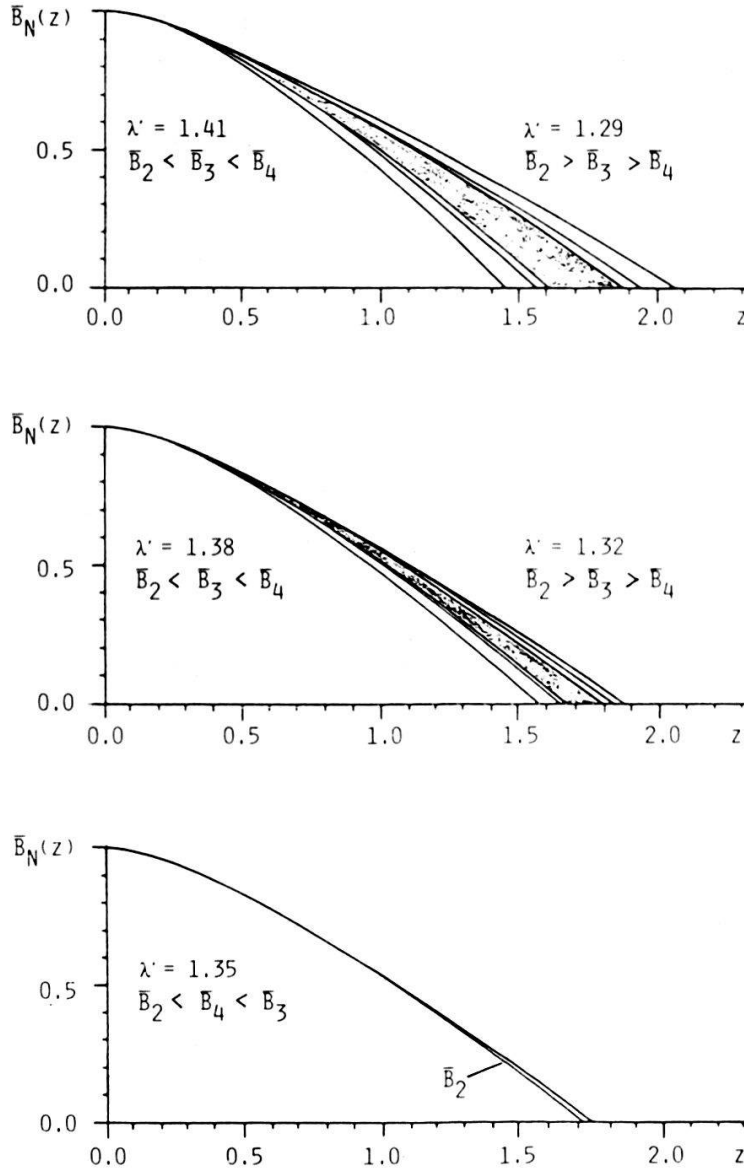 B̅_N(z)
λ' = 1.41
B̅₂ < B̅₃ < B̅₄
λ' = 1.29
B̅₂ > B̅₃ > B̅₄
0.5
0.0
0.0 0.5 1.0 1.5 2.0 z
B̅_N(z)
λ' = 1.38
B̅₂ < B̅₃ < B̅₄
λ' = 1.32
B̅₂ > B̅₃ > B̅₄
0.5
0.0
0.0 0.5 1.0 1.5 2.0 z
B̅_N(z)
λ' = 1.35
B̅₂ < B̅₄ < B̅₃
0.5
B̅₂
0.0
0.0 0.5 1.0 1.5 2.0 z